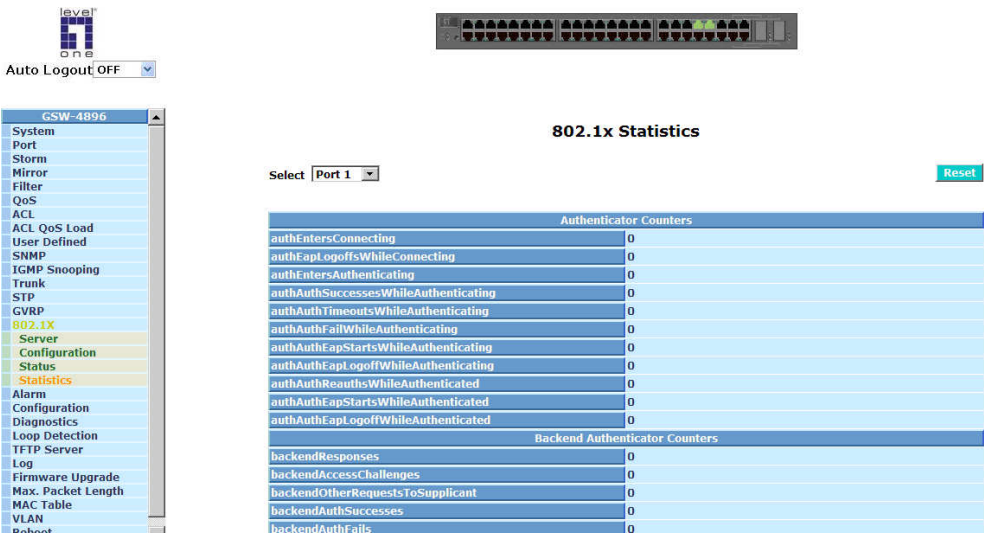 level
one
Auto Logout OFF
GSW-4896
System
Port
Storm
Mirror
Filter
QoS
ACL
ACL QoS Load
User Defined
SNMP
IGMP Snooping
Trunk
STP
GVRP
802.1X
Server
Configuration
Status
Statistics
Alarm
Configuration
Diagnostics
Loop Detection
TFTP Server
Log
Firmware Upgrade
Max. Packet Length
MAC Table
VLAN
Reboot
802.1x Statistics
Select Port 1
Reset
Authenticator Counters
authEntersConnecting 0
authEapLogoffsWhileConnecting 0
authEntersAuthenticating 0
authAuthSuccessesWhileAuthenticating 0
authAuthTimeoutsWhileAuthenticating 0
authAuthFailWhileAuthenticating 0
authAuthEapStartsWhileAuthenticating 0
authAuthEapLogoffWhileAuthenticating 0
authAuthReauthsWhileAuthenticated 0
authAuthEapStartsWhileAuthenticated 0
authAuthEapLogoffWhileAuthenticated 0
Backend Authenticator Counters
backendResponses 0
backendAccessChallenges 0
backendOtherRequestsToSupplicant 0
backendAuthSuccesses 0
backendAuthFails 0